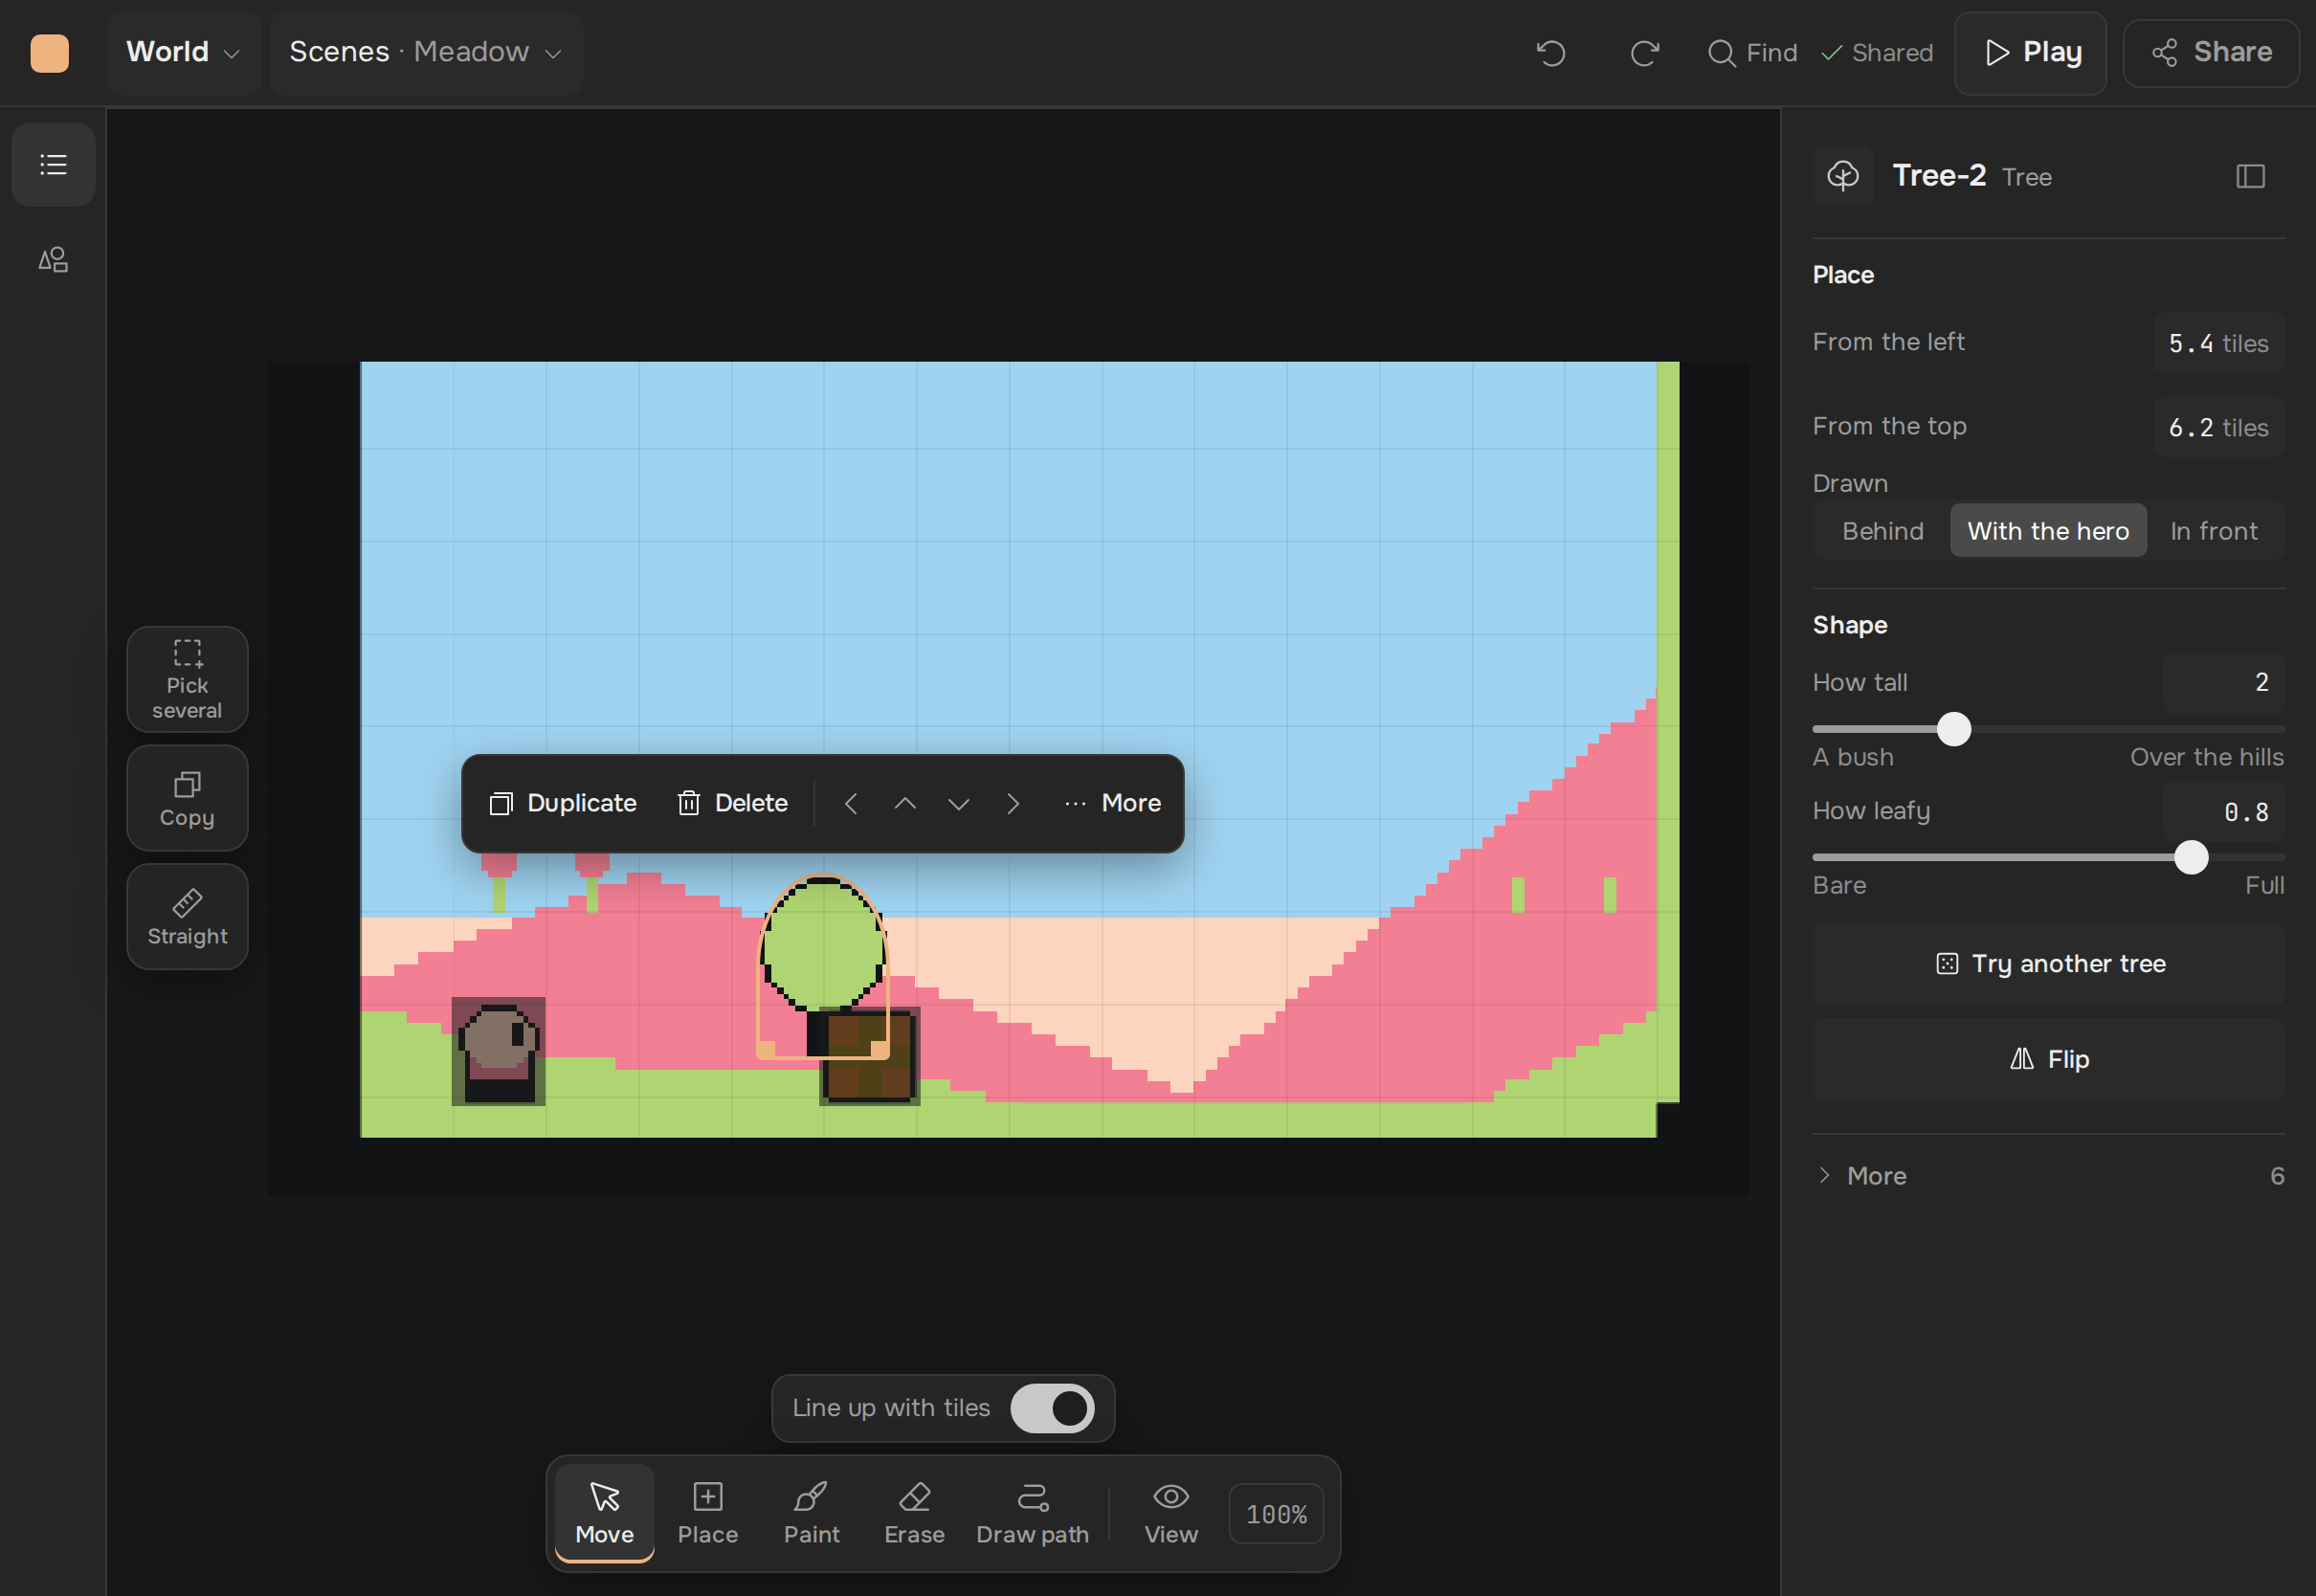 World
Scenes · Meadow
Find
Shared
Play
Share
Tree-2 Tree
Place
From the left
5.4 tiles
From the top
6.2 tiles
Drawn
Behind
With the hero
In front
Shape
How tall
2
A bush
Over the hills
How leafy
0.8
Bare
Full
Try another tree
Flip
More
6
Pick
several
Copy
Straight
Duplicate
Delete
More
Line up with tiles
Move
Place
Paint
Erase
Draw path
View
100%